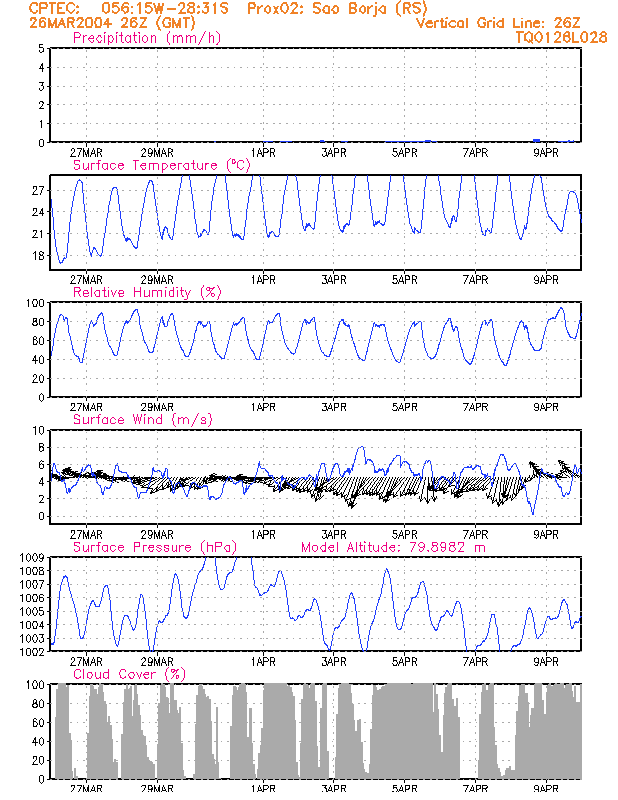 CPTEC: 056:15W-28:31S Prox02: Sao Borja (RS)
26MAR2004 26Z (GMT) Vertical Grid Line: 26Z
Precipitation (mm/h) TQ0126L028
5
4
3
2
1
0
27MAR 29MAR 1APR 3APR 5APR 7APR 9APR
Surface Temperature (°C)
27
24
21
18
27MAR 29MAR 1APR 3APR 5APR 7APR 9APR
Relative Humidity (%)
100
80
60
40
20
0
27MAR 29MAR 1APR 3APR 5APR 7APR 9APR
Surface Wind (m/s)
10
8
6
4
2
0
27MAR 29MAR 1APR 3APR 5APR 7APR 9APR
Surface Pressure (hPa) Model Altitude: 79.8982 m
1009
1008
1007
1006
1005
1004
1003
1002
27MAR 29MAR 1APR 3APR 5APR 7APR 9APR
Cloud Cover (%)
100
80
60
40
20
0
27MAR 29MAR 1APR 3APR 5APR 7APR 9APR